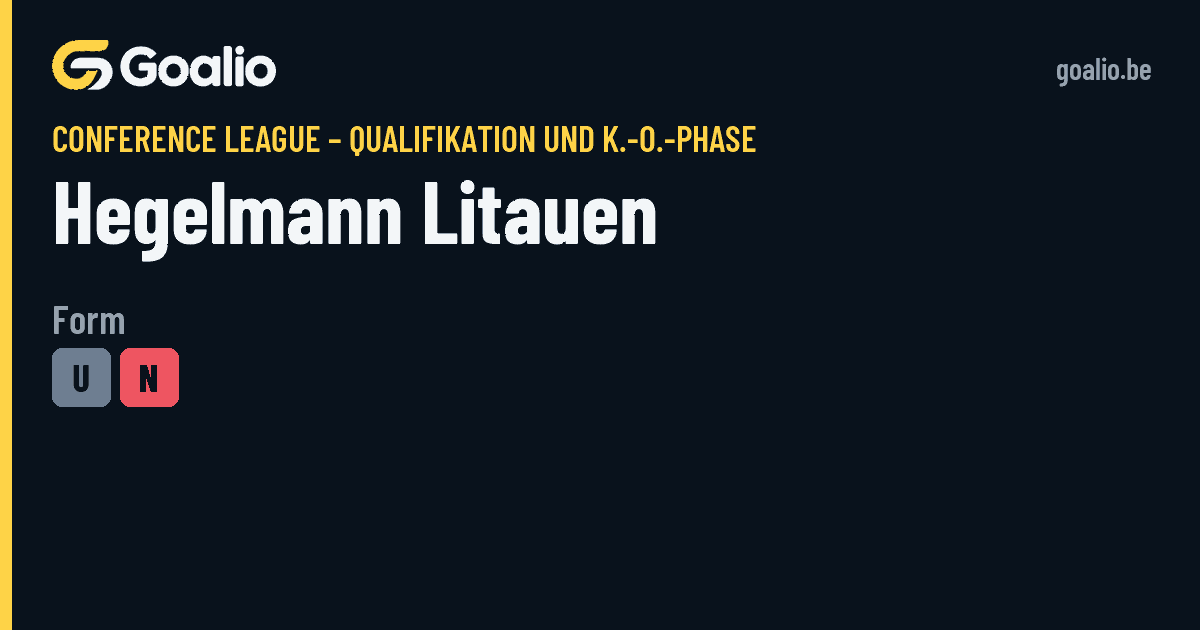 Goalio
goalio.be
CONFERENCE LEAGUE – QUALIFIKATION UND K.-O.-PHASE
Hegelmann Litauen
Form
U N